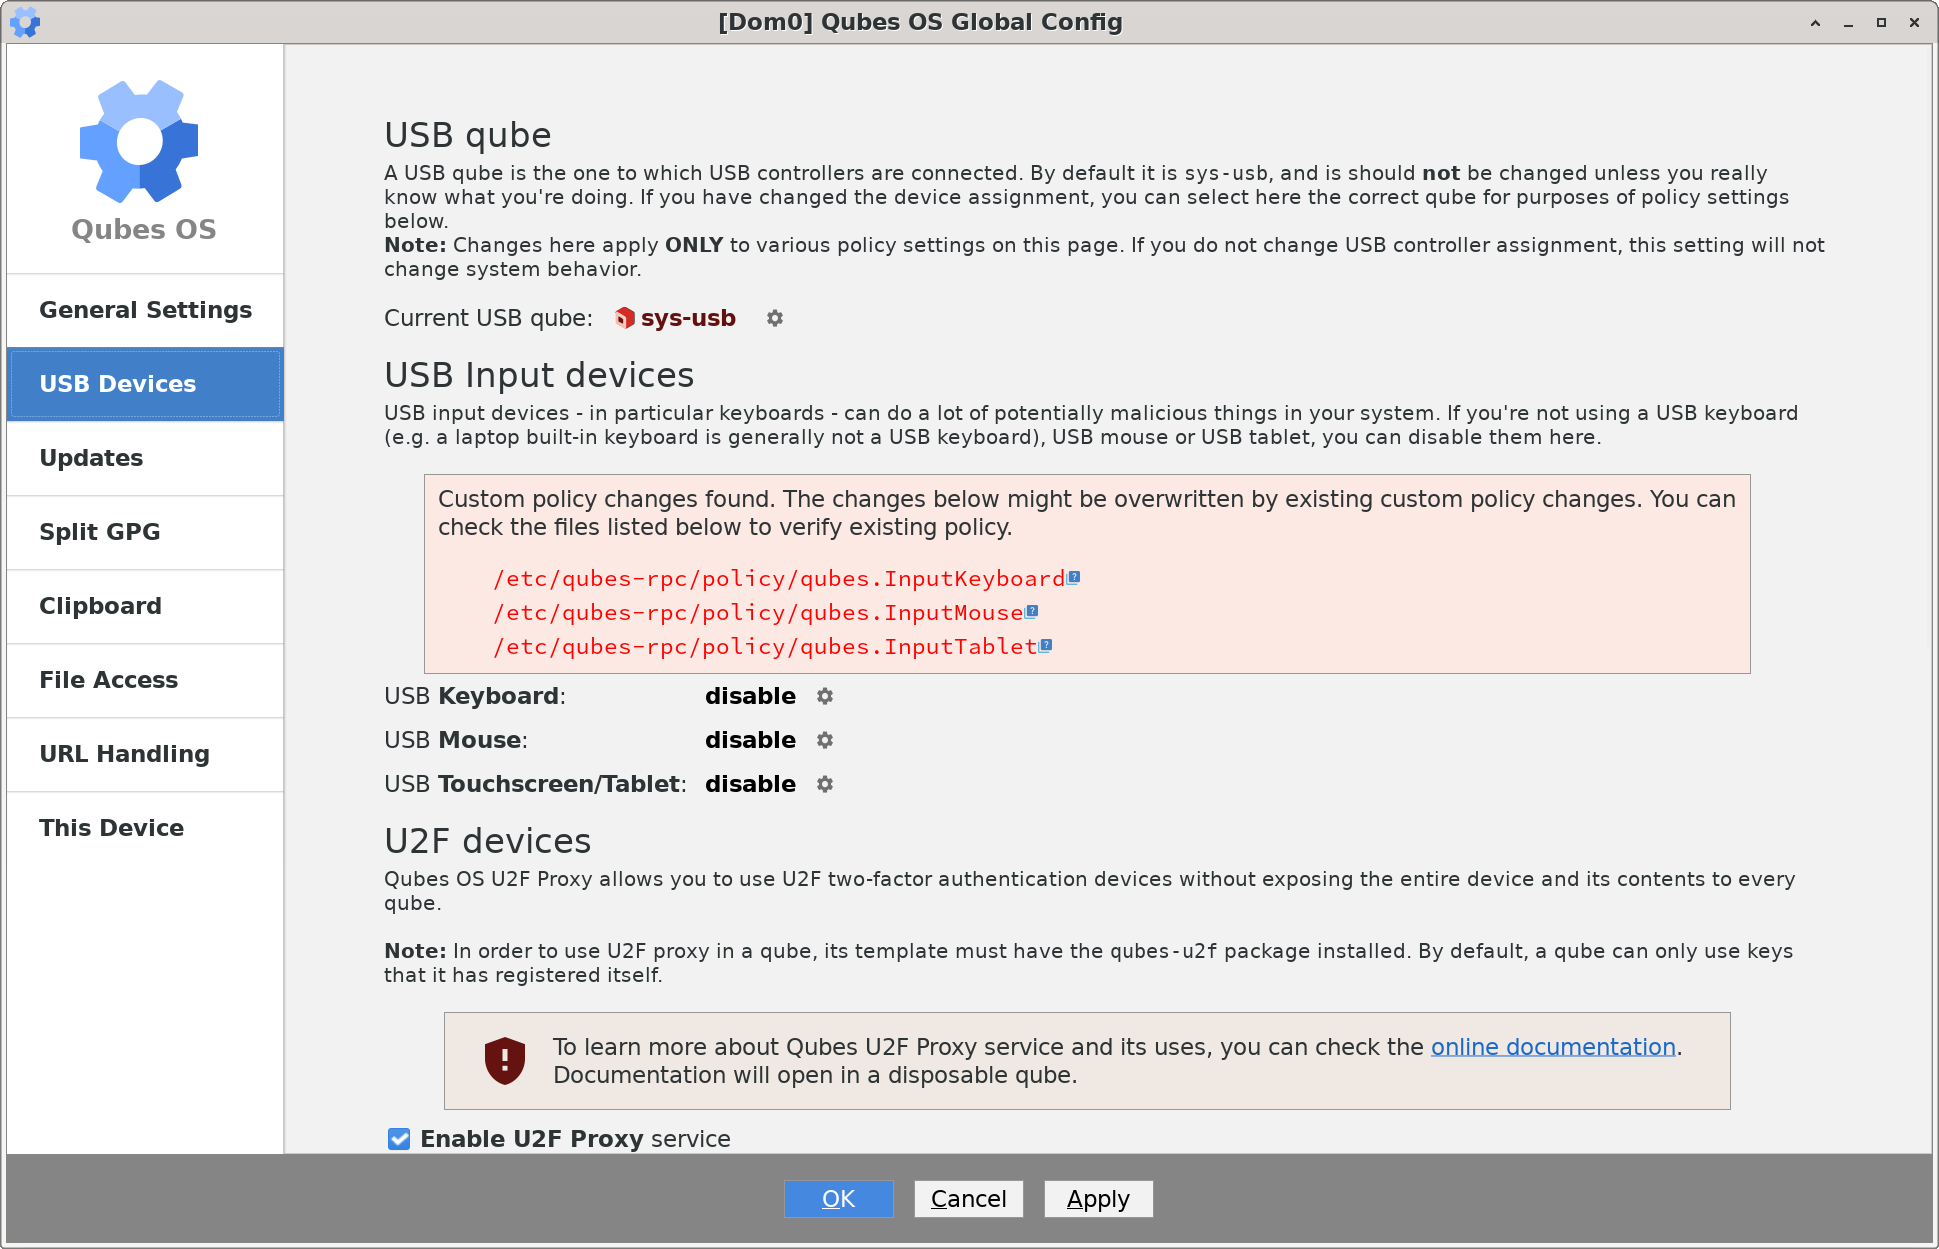 [Dom0] Qubes OS Global Config
Qubes OS
General Settings
USB Devices
Updates
Split GPG
Clipboard
File Access
URL Handling
This Device
USB qube
A USB qube is the one to which USB controllers are connected. By default it is sys-usb, and is should not be changed unless you really
know what you're doing. If you have changed the device assignment, you can select here the correct qube for purposes of policy settings
below.
Note: Changes here apply ONLY to various policy settings on this page. If you do not change USB controller assignment, this setting will not
change system behavior.
Current USB qube: sys-usb
USB Input devices
USB input devices - in particular keyboards - can do a lot of potentially malicious things in your system. If you're not using a USB keyboard
(e.g. a laptop built-in keyboard is generally not a USB keyboard), USB mouse or USB tablet, you can disable them here.
Custom policy changes found. The changes below might be overwritten by existing custom policy changes. You can
check the files listed below to verify existing policy.
/etc/qubes-rpc/policy/qubes.InputKeyboard
/etc/qubes-rpc/policy/qubes.InputMouse
/etc/qubes-rpc/policy/qubes.InputTablet
USB Keyboard: disable
USB Mouse: disable
USB Touchscreen/Tablet: disable
U2F devices
Qubes OS U2F Proxy allows you to use U2F two-factor authentication devices without exposing the entire device and its contents to every
qube.
Note: In order to use U2F proxy in a qube, its template must have the qubes-u2f package installed. By default, a qube can only use keys
that it has registered itself.
To learn more about Qubes U2F Proxy service and its uses, you can check the online documentation.
Documentation will open in a disposable qube.
Enable U2F Proxy service
OK Cancel Apply